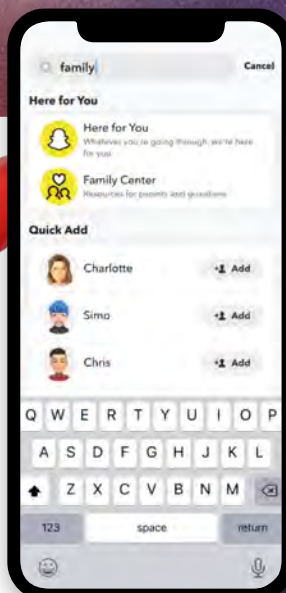 family
Cancel
Here for You
Here for You
Whatever you're going through, we're here
for you.
Family Center
Resources for parents and guardians
Quick Add
Charlotte
Add
Simo
Add
Chris
Add
Q W E R T Y U I O P
A S D F G H J K L
Z X C V B N M
123
space
return